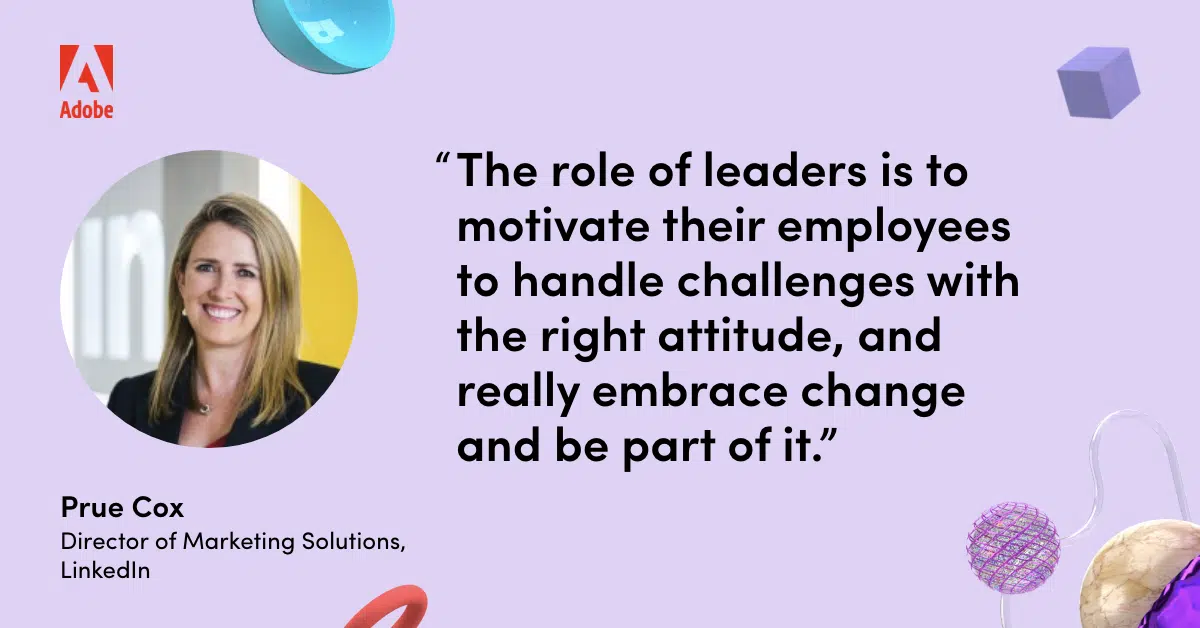 Adobe
“The role of leaders is to
motivate their employees
to handle challenges with
the right attitude, and
really embrace change
and be part of it.”
Prue Cox
Director of Marketing Solutions,
LinkedIn